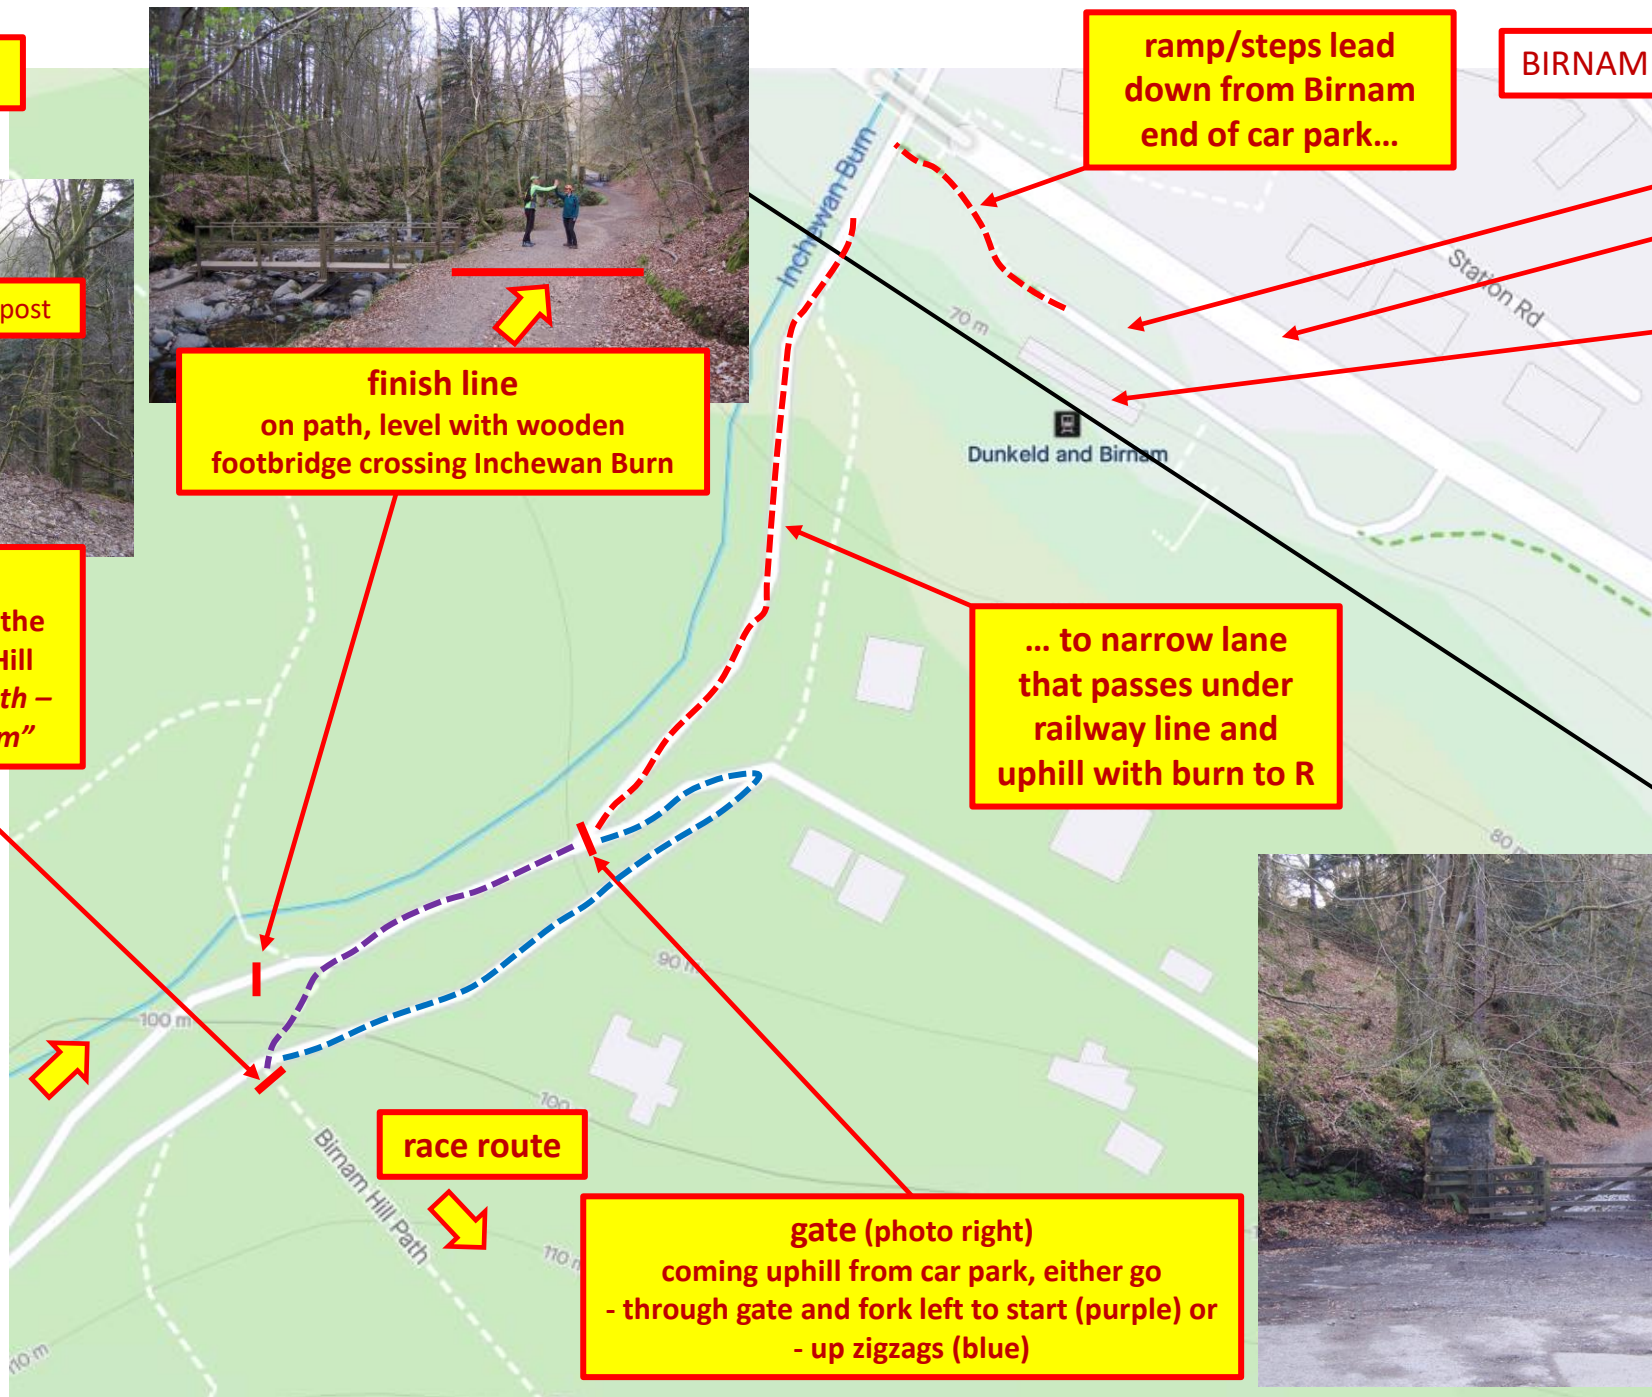 ramp/steps lead
down from Birnam
end of car park…
BIRNAM
post
finish line
on path, level with wooden
footbridge crossing Inchewan Burn
the
Hill
th –
m”
Inchewan Burn
Station Rd
70 m
Dunkeld and Birnam
… to narrow lane
that passes under
railway line and
uphill with burn to R
80 m
90 m
100 m
100
Birnam Hill Path
race route
110 m
110 m
gate (photo right)
coming uphill from car park, either go
- through gate and fork left to start (purple) or
- up zigzags (blue)